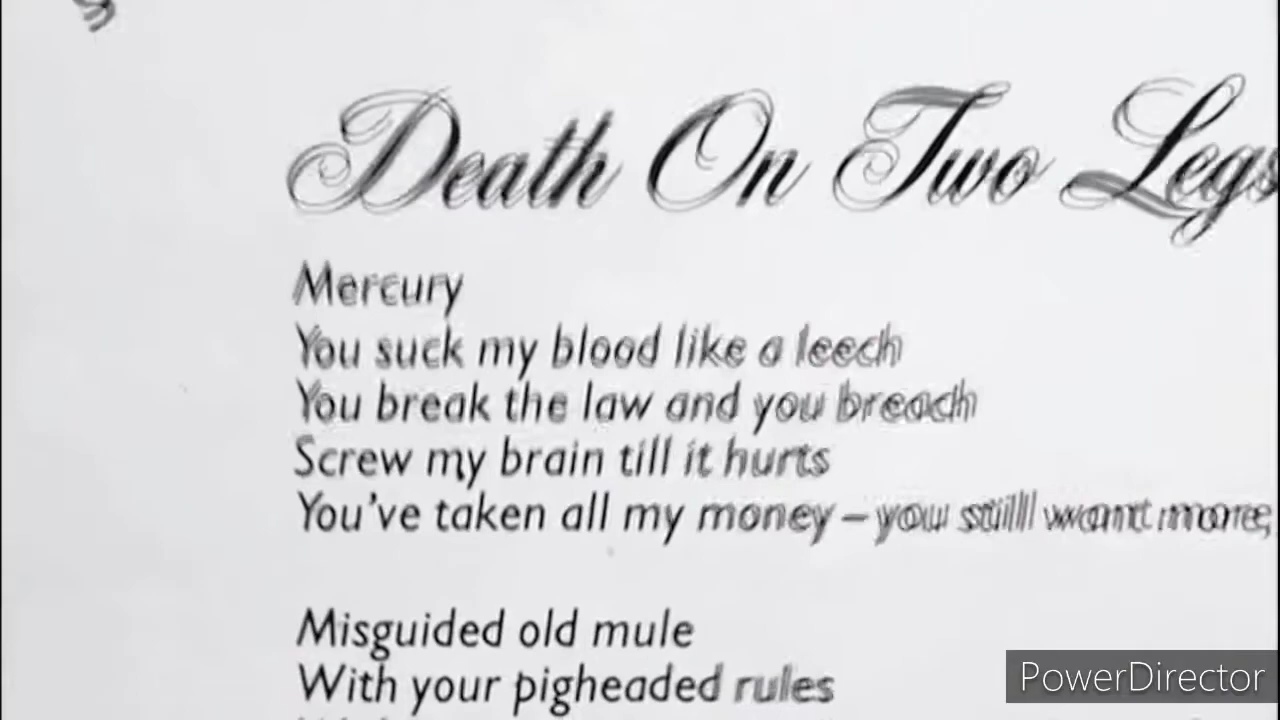 Death On Two Legs
Mercury
You suck my blood like a leech
You break the law and you breach
Screw my brain till it hurts
You've taken all my money – you still want more,
Misguided old mule
With your pigheaded rules
PowerDirector